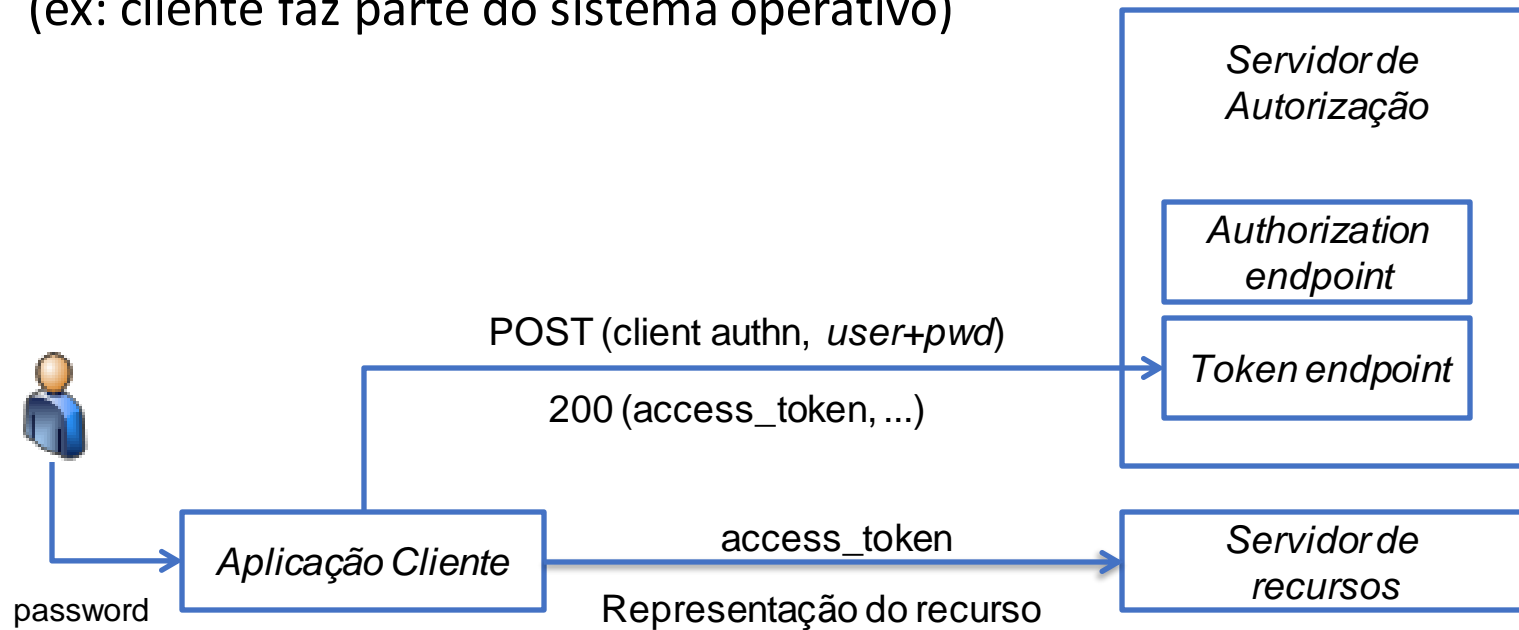 (ex: cliente faz parte do sistema operativo)
Servidor de
Autorização
Authorization
endpoint
POST (client authn, user+pwd)
Token endpoint
200 (access_token, ...)
password
Aplicação Cliente
access_token
Representação do recurso
Servidor de
recursos